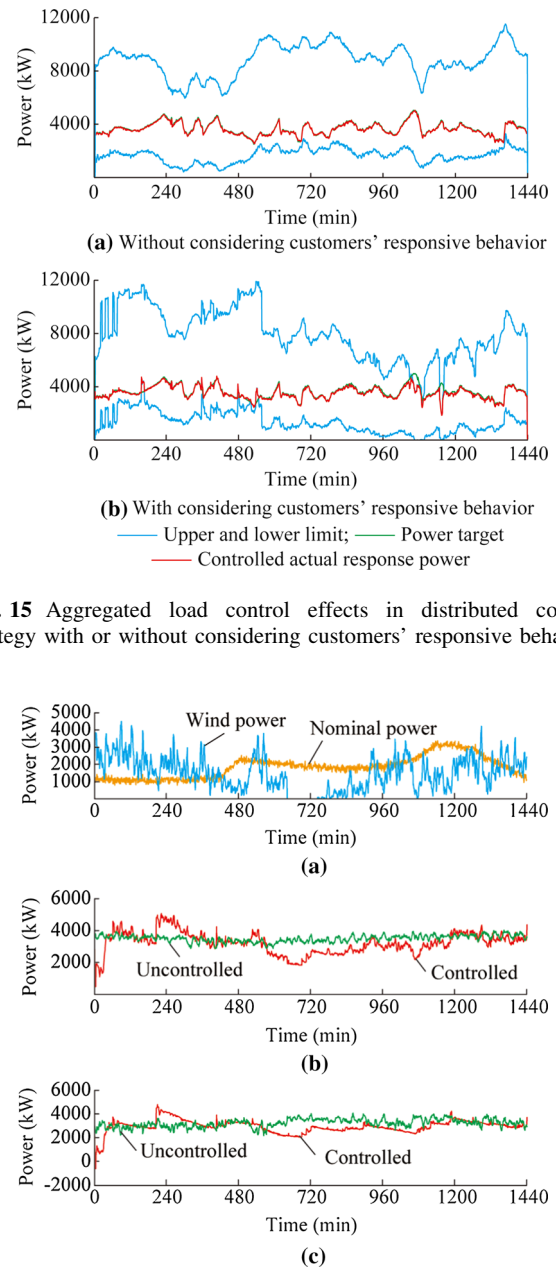 12000
8000
4000
Power (kW)
0 240 480 720 960 1200 1440
Time (min)
(a) Without considering customers' responsive behavior
12000
8000
4000
Power (kW)
0 240 480 720 960 1200 1440
Time (min)
(b) With considering customers' responsive behavior
Upper and lower limit; Power target
Controlled actual response power
15 Aggregated load control effects in distributed co
tegy with or without considering customers' responsive beha
5000
4000
3000
2000
1000
Power (kW)
Wind power
Nominal power
0 240 480 720 960 1200 1440
Time (min)
(a)
6000
4000
2000
Power (kW)
Uncontrolled
Controlled
0 240 480 720 960 1200 1440
Time (min)
(b)
6000
4000
2000
0
-2000
Power (kW)
Uncontrolled
Controlled
0 240 480 720 960 1200 1440
Time (min)
(c)